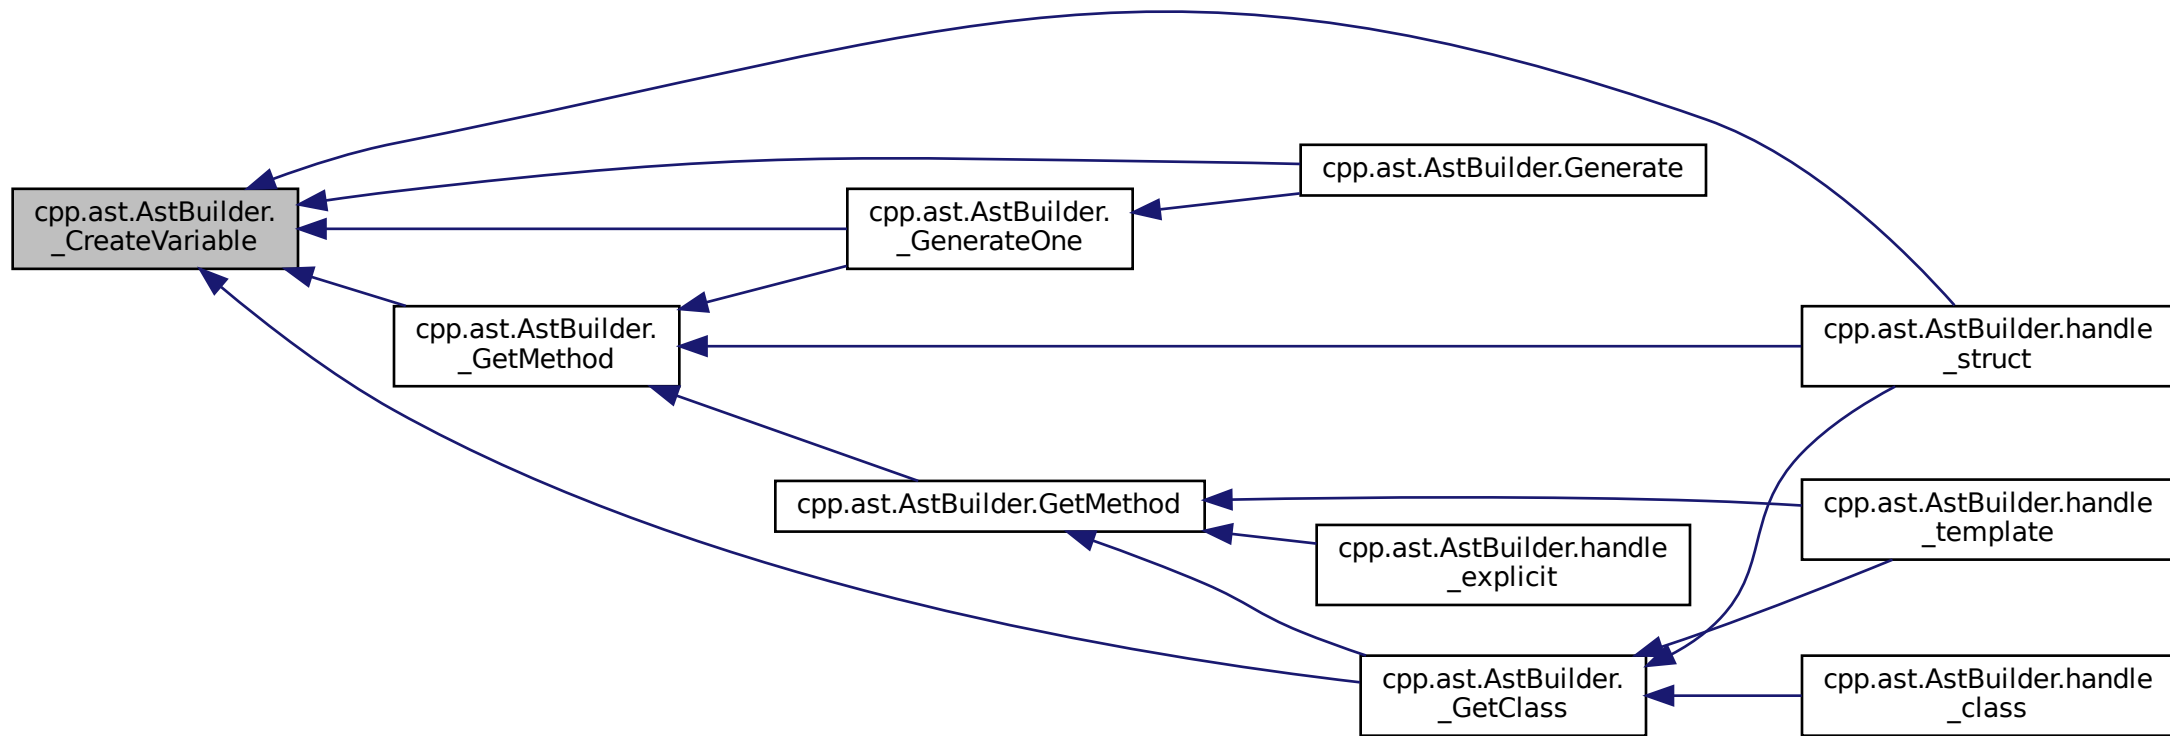 cpp.ast.AstBuilder.
_CreateVariable
cpp.ast.AstBuilder.Generate
cpp.ast.AstBuilder.
_GenerateOne
cpp.ast.AstBuilder.
_GetMethod
cpp.ast.AstBuilder.handle
_struct
cpp.ast.AstBuilder.GetMethod
cpp.ast.AstBuilder.handle
_template
cpp.ast.AstBuilder.handle
_explicit
cpp.ast.AstBuilder.
_GetClass
cpp.ast.AstBuilder.handle
_class